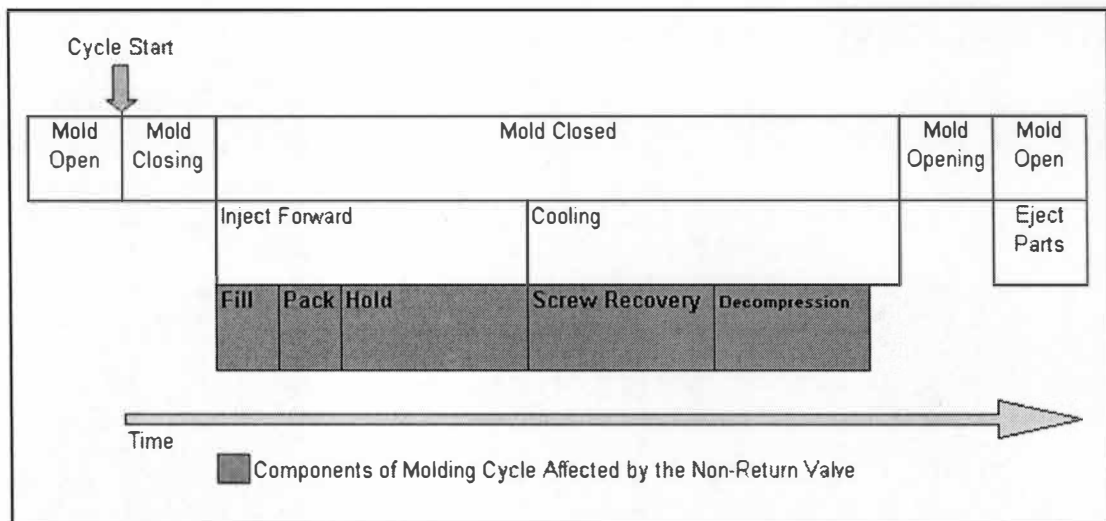 Cycle Start
Mold Open
Mold Closing
Mold Closed
Mold Opening
Mold Open
Inject Forward
Cooling
Eject Parts
Fill
Pack
Hold
Screw Recovery
Decompression
Time
Components of Molding Cycle Affected by the Non-Return Valve